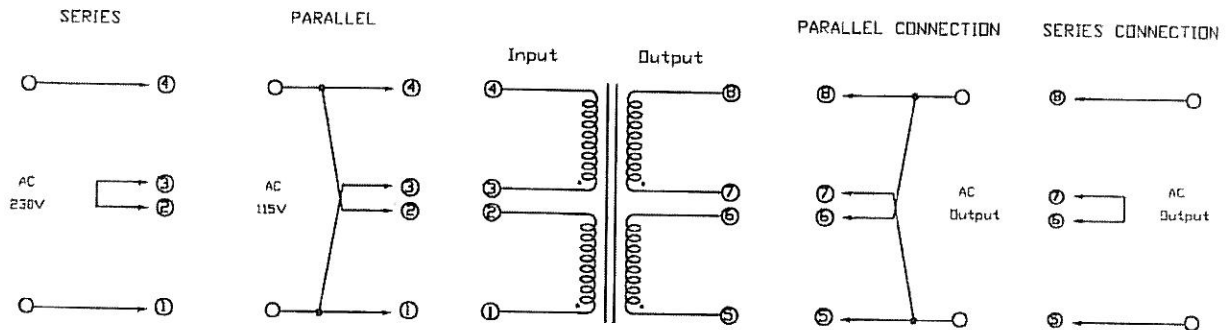 SERIES
④
AC
230V
③
②
①
PARALLEL
④
AC
115V
③
②
①
Input
Output
④
③
②
①
⑧
⑦
⑥
⑤
PARALLEL CONNECTION
⑧
⑦
⑥
AC
Output
⑤
SERIES CONNECTION
⑧
⑦
⑥
AC
Output
⑤